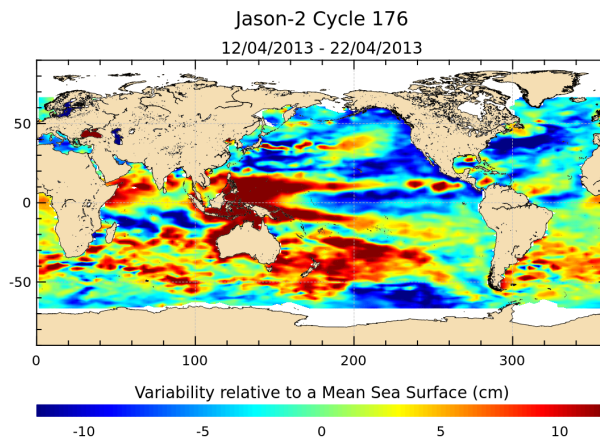 Jason-2 Cycle 176
12/04/2013 - 22/04/2013
50
0
-50
0 100 200 300
Variability relative to a Mean Sea Surface (cm)
-10 -5 0 5 10